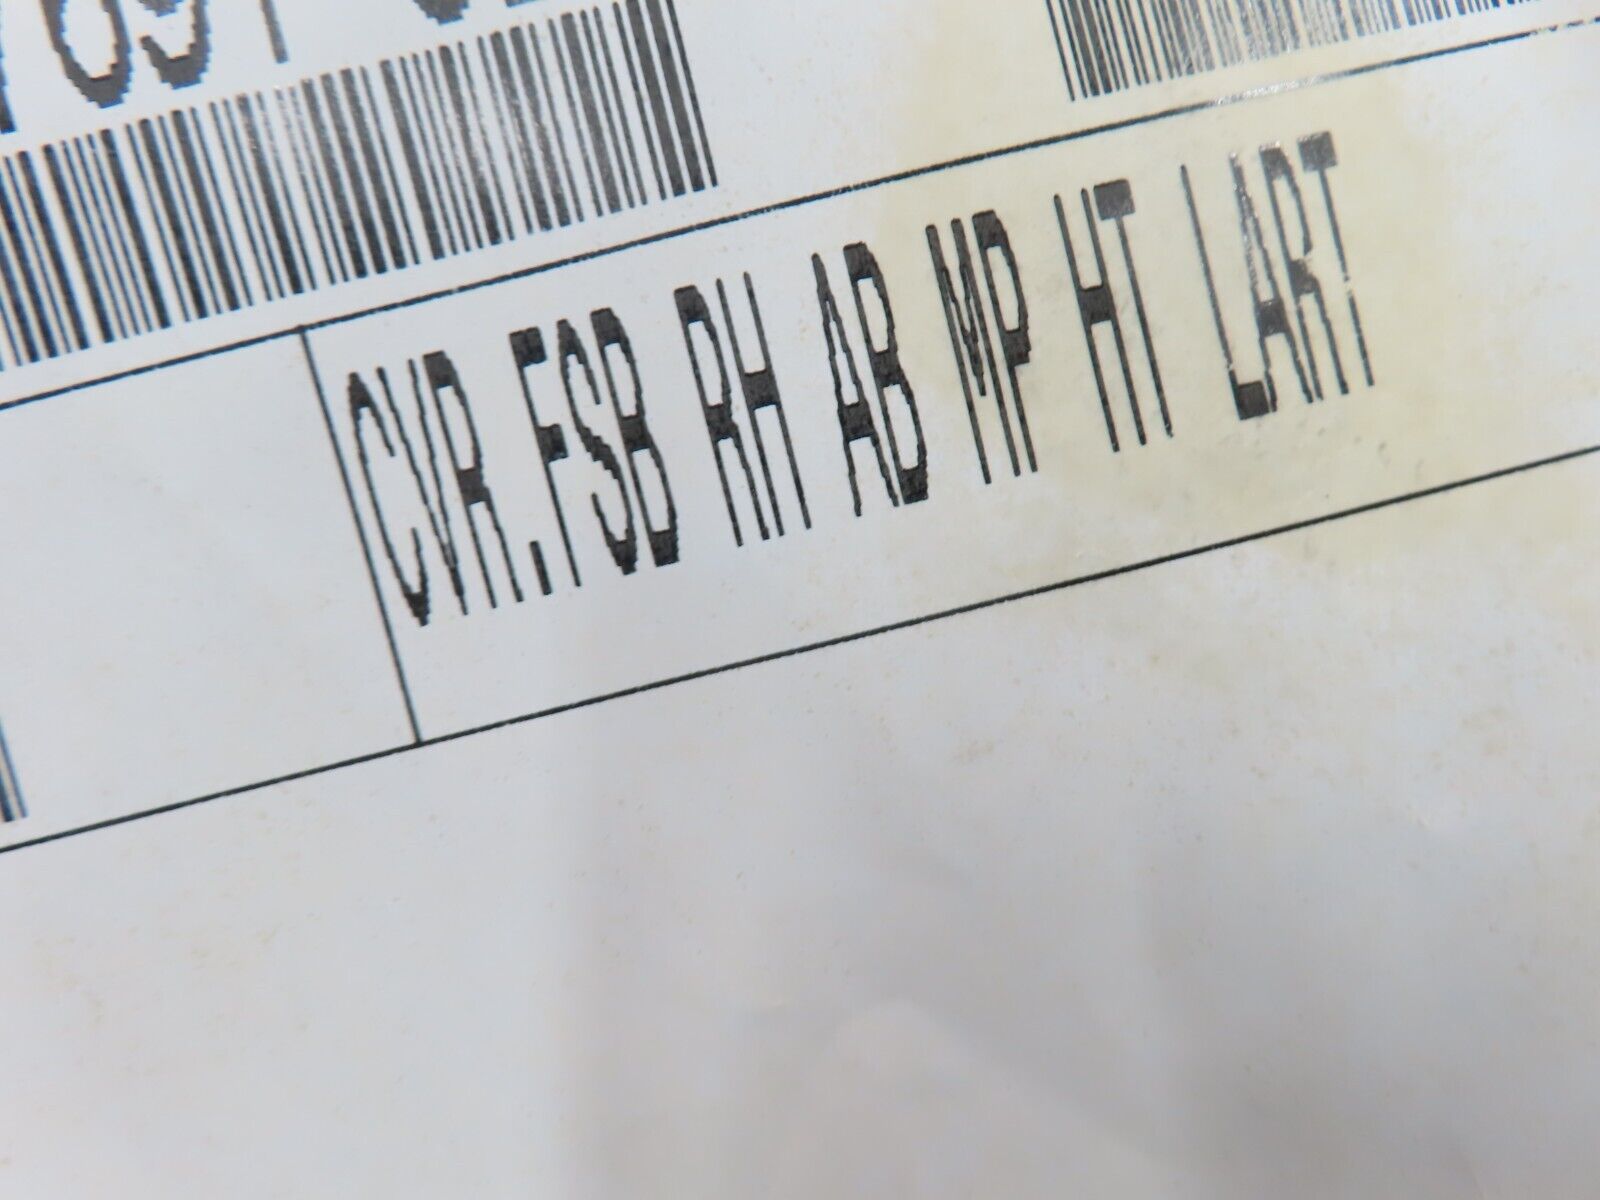 CVR.FSB RH AB MP HT LART